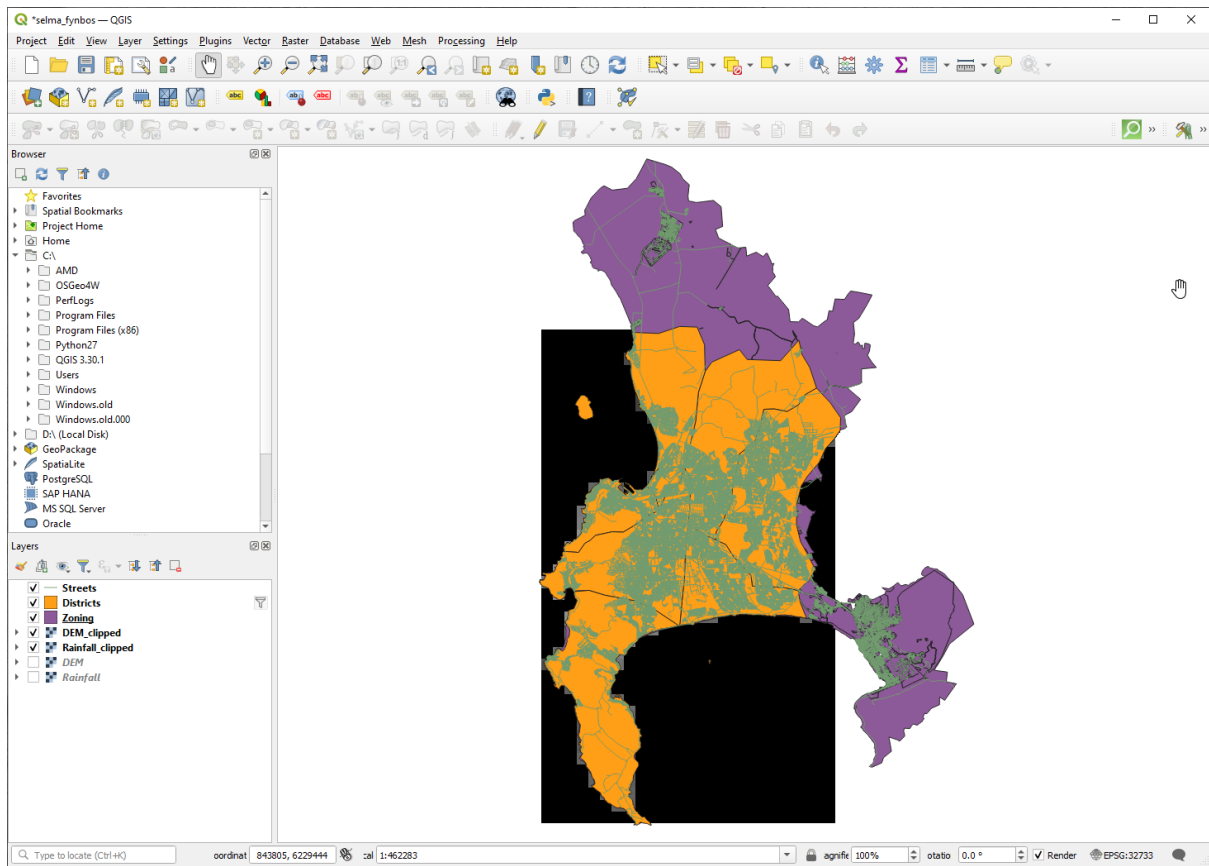 *selma_fynbos — QGIS
Project Edit View Layer Settings Plugins Vector Raster Database Web Mesh Processing Help
abc abc abc
Browser
Favorites
Spatial Bookmarks
Project Home
Home
C:\
AMD
OSGeo4W
PerfLogs
Program Files
Program Files (x86)
Python27
QGIS 3.30.1
Users
Windows
Windows.old
Windows.old.000
D:\ (Local Disk)
GeoPackage
SpatiaLite
PostgreSQL
SAP HANA
MS SQL Server
Oracle
Layers
Streets
Districts
Zoning
DEM_clipped
Rainfall_clipped
DEM
Rainfall
Type to locate (Ctrl+K) oordinat 843805, 6229444 :al 1:462283 agnifie 100% otatio 0.0 ° Render EPSG:32733